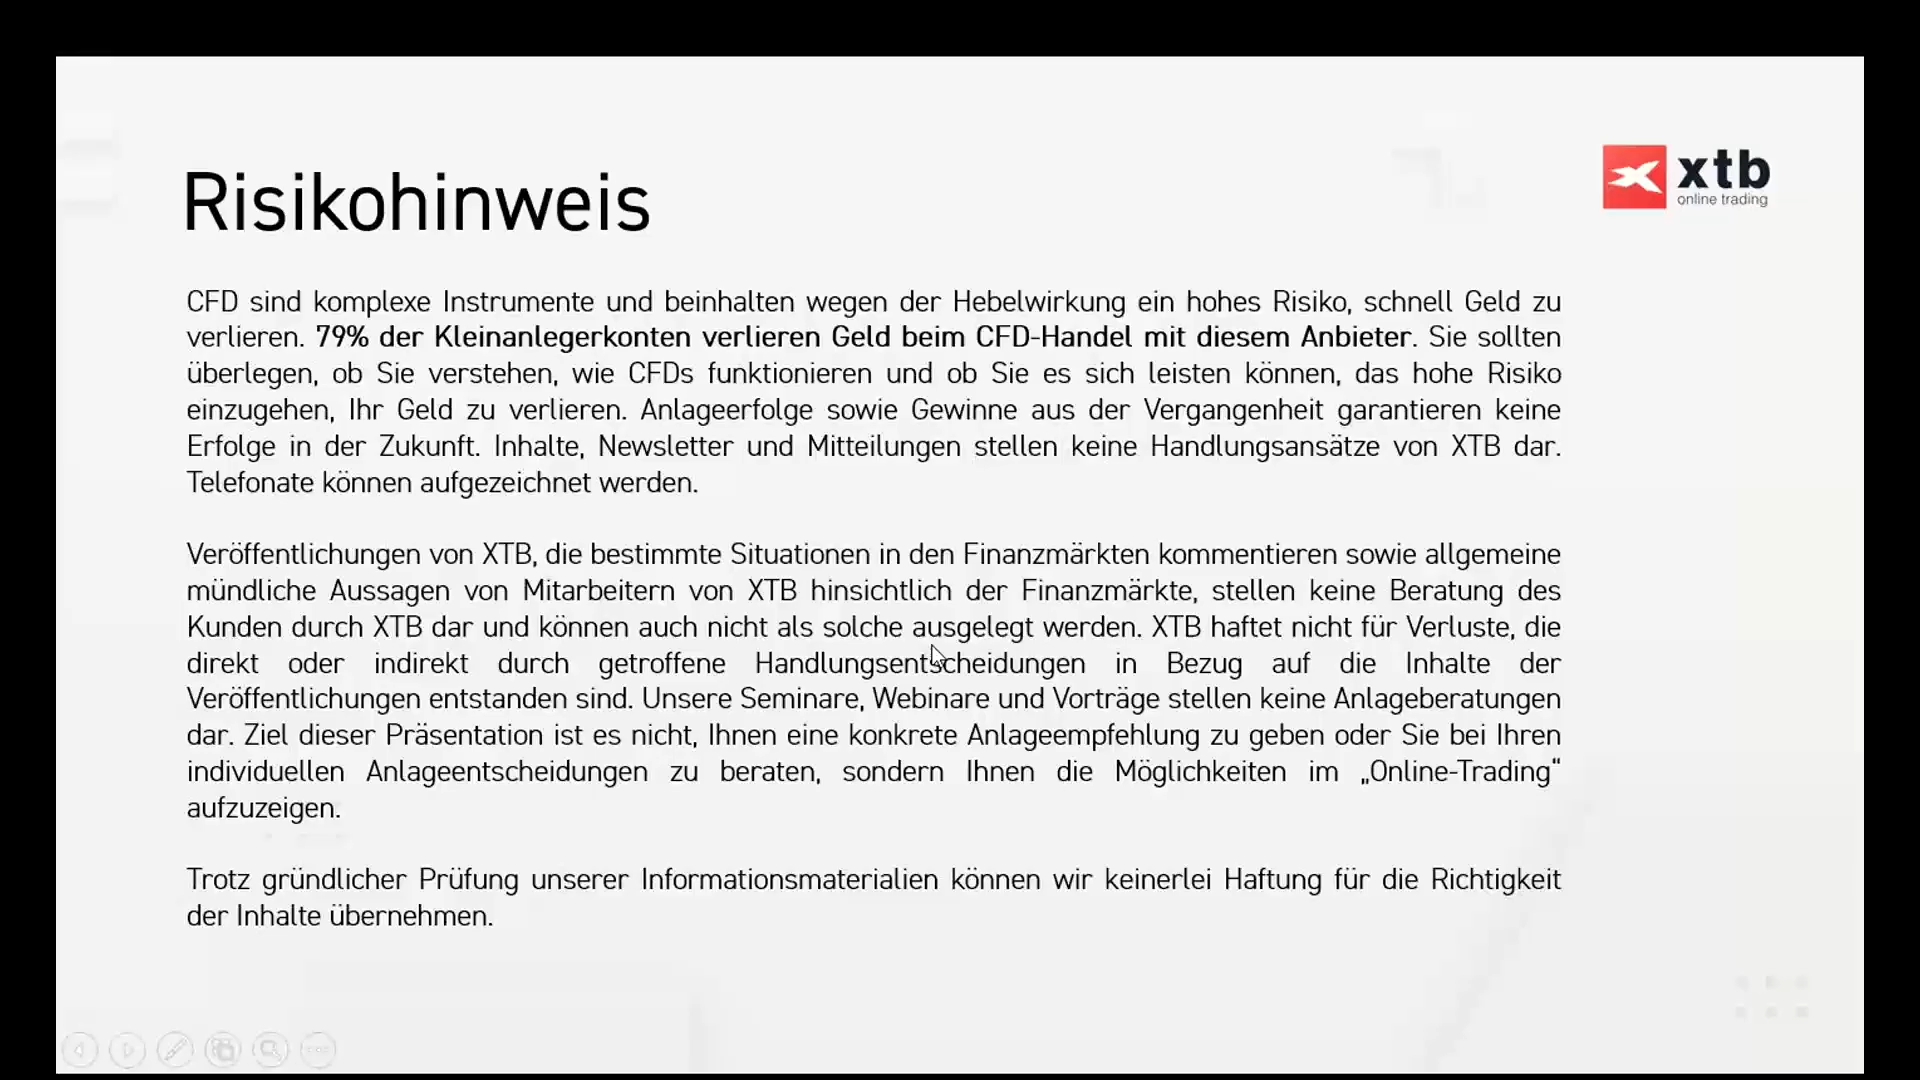 Risikohinweis
xtb
online trading
CFD sind komplexe Instrumente und beinhalten wegen der Hebelwirkung ein hohes Risiko, schnell Geld zu
verlieren. 79% der Kleinanlegerkonten verlieren Geld beim CFD-Handel mit diesem Anbieter. Sie sollten
überlegen, ob Sie verstehen, wie CFDs funktionieren und ob Sie es sich leisten können, das hohe Risiko
einzugehen, Ihr Geld zu verlieren. Anlageerfolge sowie Gewinne aus der Vergangenheit garantieren keine
Erfolge in der Zukunft. Inhalte, Newsletter und Mitteilungen stellen keine Handlungsansätze von XTB dar.
Telefonate können aufgezeichnet werden.
Veröffentlichungen von XTB, die bestimmte Situationen in den Finanzmärkten kommentieren sowie allgemeine
mündliche Aussagen von Mitarbeitern von XTB hinsichtlich der Finanzmärkte, stellen keine Beratung des
Kunden durch XTB dar und können auch nicht als solche ausgelegt werden. XTB haftet nicht für Verluste, die
direkt oder indirekt durch getroffene Handlungsentscheidungen in Bezug auf die Inhalte der
Veröffentlichungen entstanden sind. Unsere Seminare, Webinare und Vorträge stellen keine Anlageberatungen
dar. Ziel dieser Präsentation ist es nicht, Ihnen eine konkrete Anlageempfehlung zu geben oder Sie bei Ihren
individuellen Anlageentscheidungen zu beraten, sondern Ihnen die Möglichkeiten im „Online-Trading“
aufzuzeigen.
Trotz gründlicher Prüfung unserer Informationsmaterialien können wir keinerlei Haftung für die Richtigkeit
der Inhalte übernehmen.